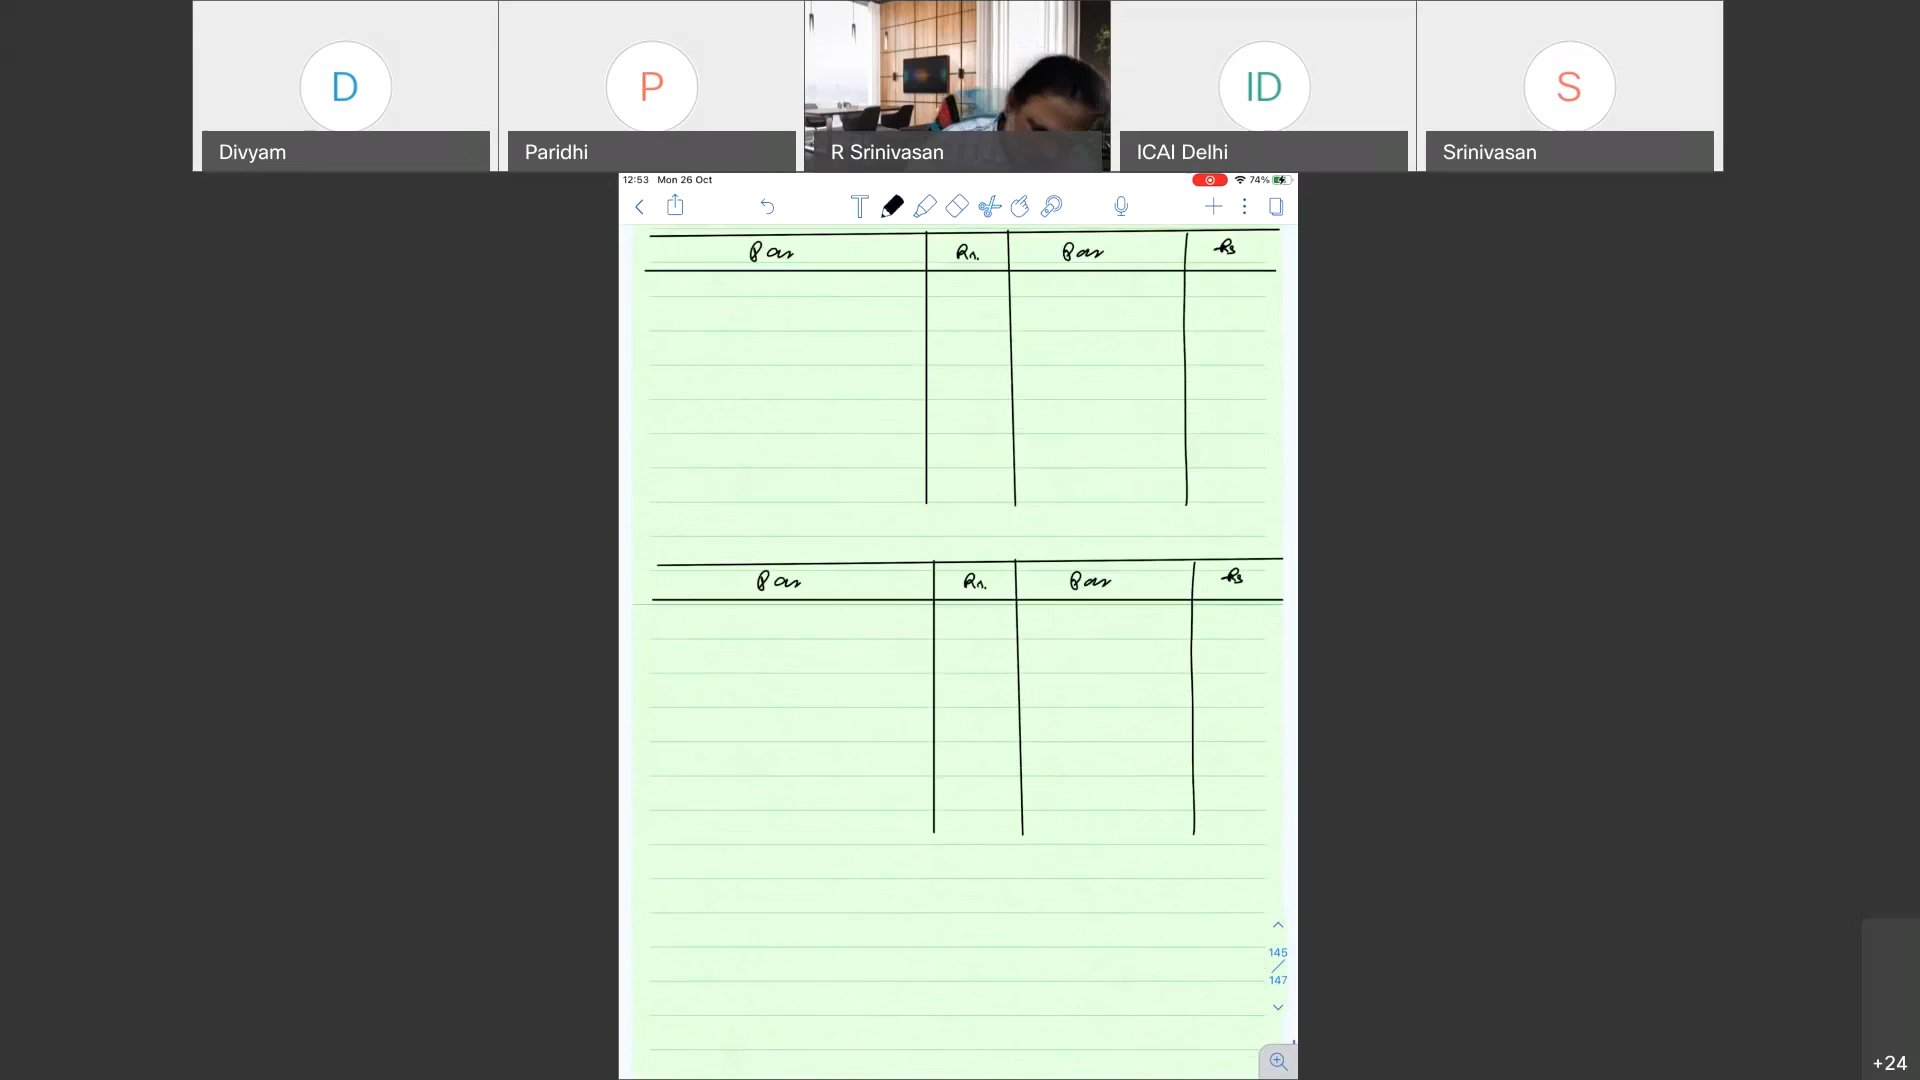 D
P
ID
S
Divyam
Paridhi
R Srinivasan
ICAI Delhi
Srinivasan
12:53 Mon 26 Oct
74%
T
Par Rs. Par Rs
Par Rs. Par Rs
145
147
+24